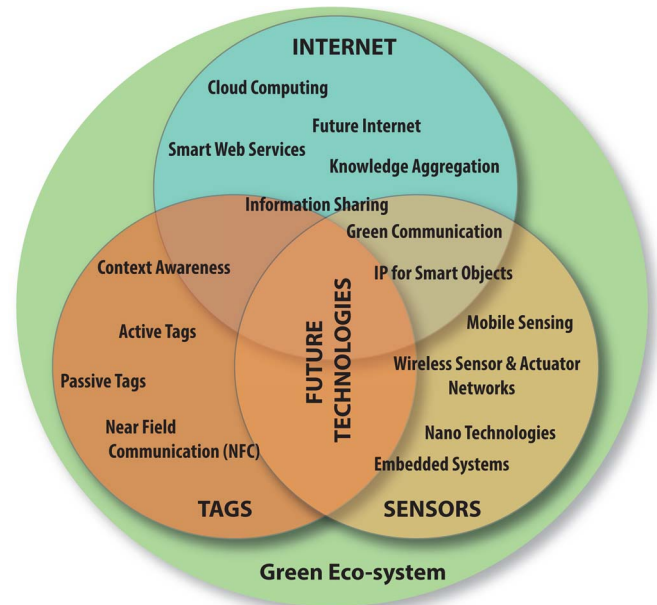 INTERNET
Cloud Computing
Future Internet
Smart Web Services
Knowledge Aggregation
Information Sharing
Green Communication
Context Awareness
IP for Smart Objects
FUTURE
TECHNOLOGIES
Mobile Sensing
Active Tags
Wireless Sensor & Actuator
Networks
Passive Tags
Near Field
Communication (NFC)
Nano Technologies
Embedded Systems
TAGS
SENSORS
Green Eco-system